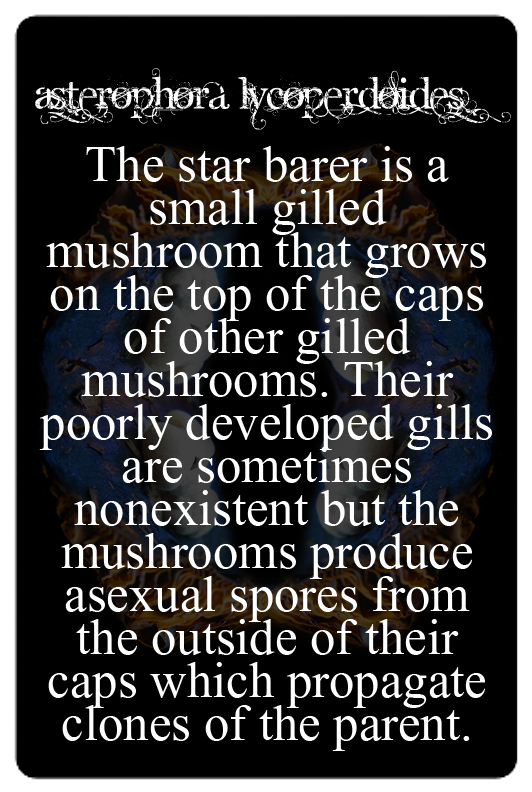 asterophora lycoperdoides
The star barer is a
small gilled
mushroom that grows
on the top of the caps
of other gilled
mushrooms. Their
poorly developed gills
are sometimes
nonexistent but the
mushrooms produce
asexual spores from
the outside of their
caps which propagate
clones of the parent.